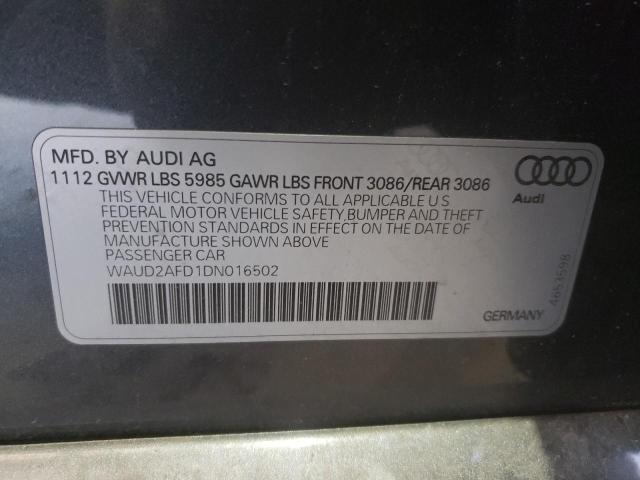 MFD. BY AUDI AG
1112 GVWR LBS 5985 GAWR LBS FRONT 3086/REAR 3086
THIS VEHICLE CONFORMS TO ALL APPLICABLE U S
FEDERAL MOTOR VEHICLE SAFETY,BUMPER AND THEFT
PREVENTION STANDARDS IN EFFECT ON THE DATE OF
MANUFACTURE SHOWN ABOVE
PASSENGER CAR
WAUD2AFD1DN016502
Audi
4653598
GERMANY